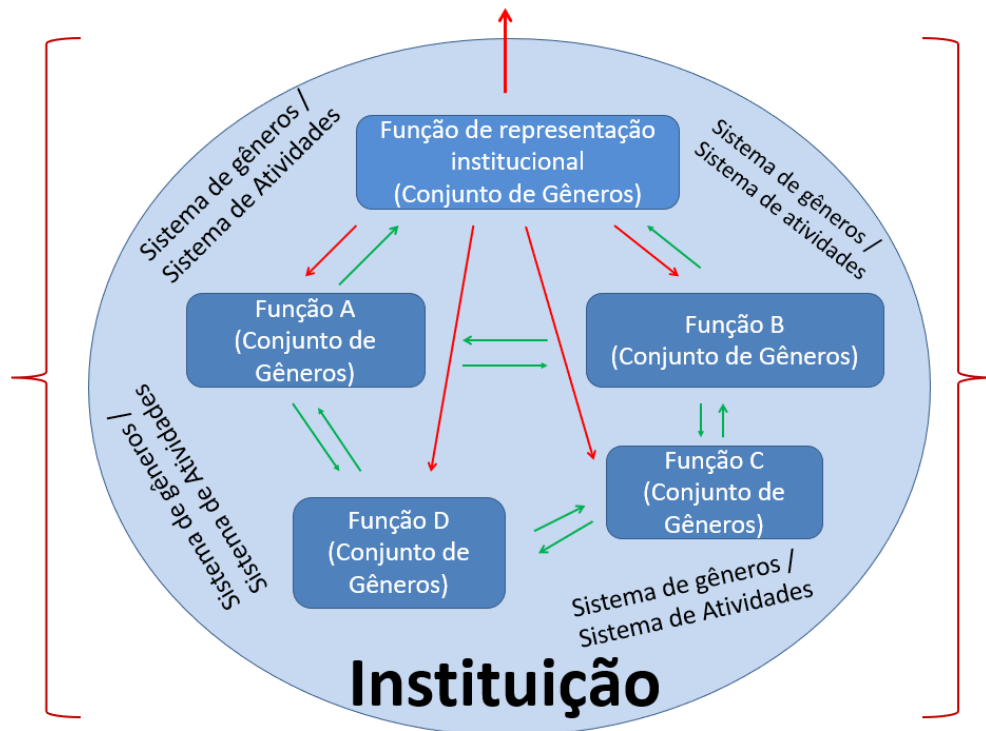 Sistema de gêneros /
Sistema de Atividades
Função de representação
institucional
(Conjunto de Gêneros)
Sistema de gêneros /
Sistema de atividades
Função A
(Conjunto de
Gêneros)
Função B
(Conjunto de Gêneros)
Sistema de gêneros /
Sistema de Atividades
Função D
(Conjunto de
Gêneros)
Função C
(Conjunto de
Gêneros)
Sistema de gêneros /
Sistema de Atividades
Instituição